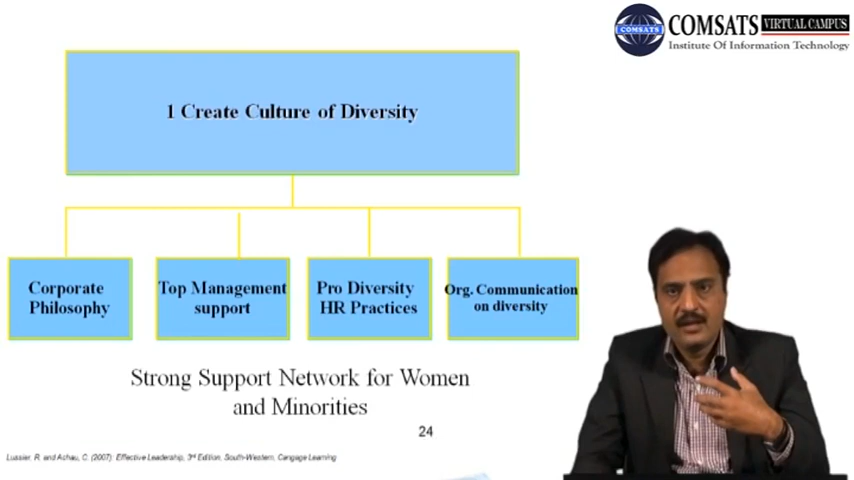 COMSATS
COMSATS VIRTUAL CAMPUS
Institute Of Information Technology
1 Create Culture of Diversity
Corporate
Philosophy
Top Management
support
Pro Diversity
HR Practices
Org. Communication
on diversity
Strong Support Network for Women
and Minorities
24
Lussier. R. and Ashau, C. (2007): Effective Leadership, 3rd Edition, South-Western, Cengage Learning